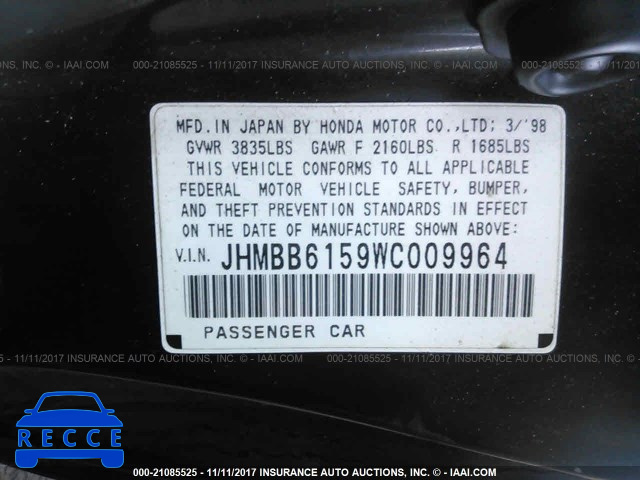 000-21085525 - 11/11/2017 INSURANCE AUTO AUCTIONS, INC. - IAAI.COM
MFD. IN JAPAN BY HONDA MOTOR CO.,LTD; 3/'98
GVWR 3835LBS GAWR F 2160LBS R 1685LBS
THIS VEHICLE CONFORMS TO ALL APPLICABLE
FEDERAL MOTOR VEHICLE SAFETY, BUMPER,
AND THEFT PREVENTION STANDARDS IN EFFECT
ON THE DATE OF MANUFACTURE SHOWN ABOVE:
V.I.N. JHMBB6159WC009964
PASSENGER CAR
000-21085525 - 11/11/2017 INSURANCE AUTO AUCTIONS, INC. - IAAI.COM
RECCE
000-21085525 - 11/11/2017 INSURANCE AUTO AUCTIONS, INC. - IAAI.COM